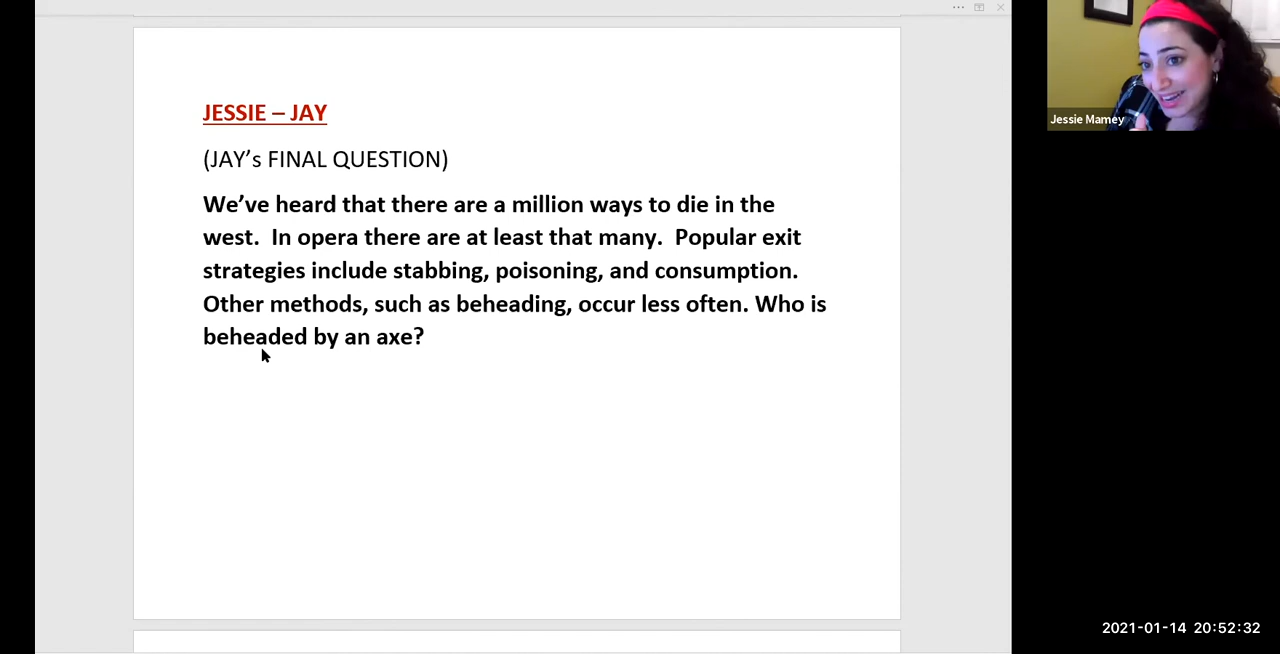 JESSIE – JAY
(JAY’s FINAL QUESTION)
We’ve heard that there are a million ways to die in the
west.  In opera there are at least that many.  Popular exit
strategies include stabbing, poisoning, and consumption.
Other methods, such as beheading, occur less often. Who is
beheaded by an axe?
Jessie Mamey
2021-01-14 20:52:32